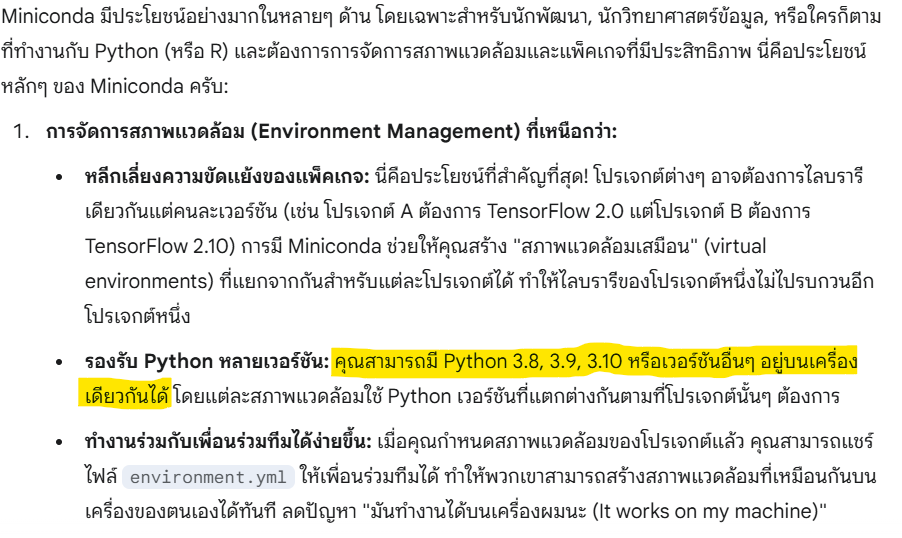 Miniconda มีประโยชน์อย่างมากในหลายๆ ด้าน โดยเฉพาะสำหรับนักพัฒนา, นักวิทยาศาสตร์ข้อมูล, หรือใครก็ตาม
ที่ทำงานกับ Python (หรือ R) และต้องการการจัดการสภาพแวดล้อมและแพ็คเกจที่มีประสิทธิภาพ นี่คือประโยชน์
หลักๆ ของ Miniconda ครับ:
1. การจัดการสภาพแวดล้อม (Environment Management) ที่เหนือกว่า:
• หลีกเลี่ยงความขัดแย้งของแพ็คเกจ: นี่คือประโยชน์ที่สำคัญที่สุด! โปรเจกต์ต่างๆ อาจต้องการไลบรารี
เดียวกันแต่คนละเวอร์ชัน (เช่น โปรเจกต์ A ต้องการ TensorFlow 2.0 แต่โปรเจกต์ B ต้องการ
TensorFlow 2.10) การมี Miniconda ช่วยให้คุณสร้าง "สภาพแวดล้อมเสมือน" (virtual
environments) ที่แยกจากกันสำหรับแต่ละโปรเจกต์ได้ ทำให้ไลบรารีของโปรเจกต์หนึ่งไม่ไปรบกวนอีก
โปรเจกต์หนึ่ง
• รองรับ Python หลายเวอร์ชัน: คุณสามารถมี Python 3.8, 3.9, 3.10 หรือเวอร์ชันอื่นๆ อยู่บนเครื่อง
เดียวกันได้ โดยแต่ละสภาพแวดล้อมใช้ Python เวอร์ชันที่แตกต่างกันตามที่โปรเจกต์นั้นๆ ต้องการ
• ทำงานร่วมกับเพื่อนร่วมทีมได้ง่ายขึ้น: เมื่อคุณกำหนดสภาพแวดล้อมของโปรเจกต์แล้ว คุณสามารถแชร์
ไฟล์ environment.yml ให้เพื่อนร่วมทีมได้ ทำให้พวกเขาสามารถสร้างสภาพแวดล้อมที่เหมือนกันบน
เครื่องของตนเองได้ทันที ลดปัญหา "มันทำงานได้บนเครื่องผมนะ (It works on my machine)"